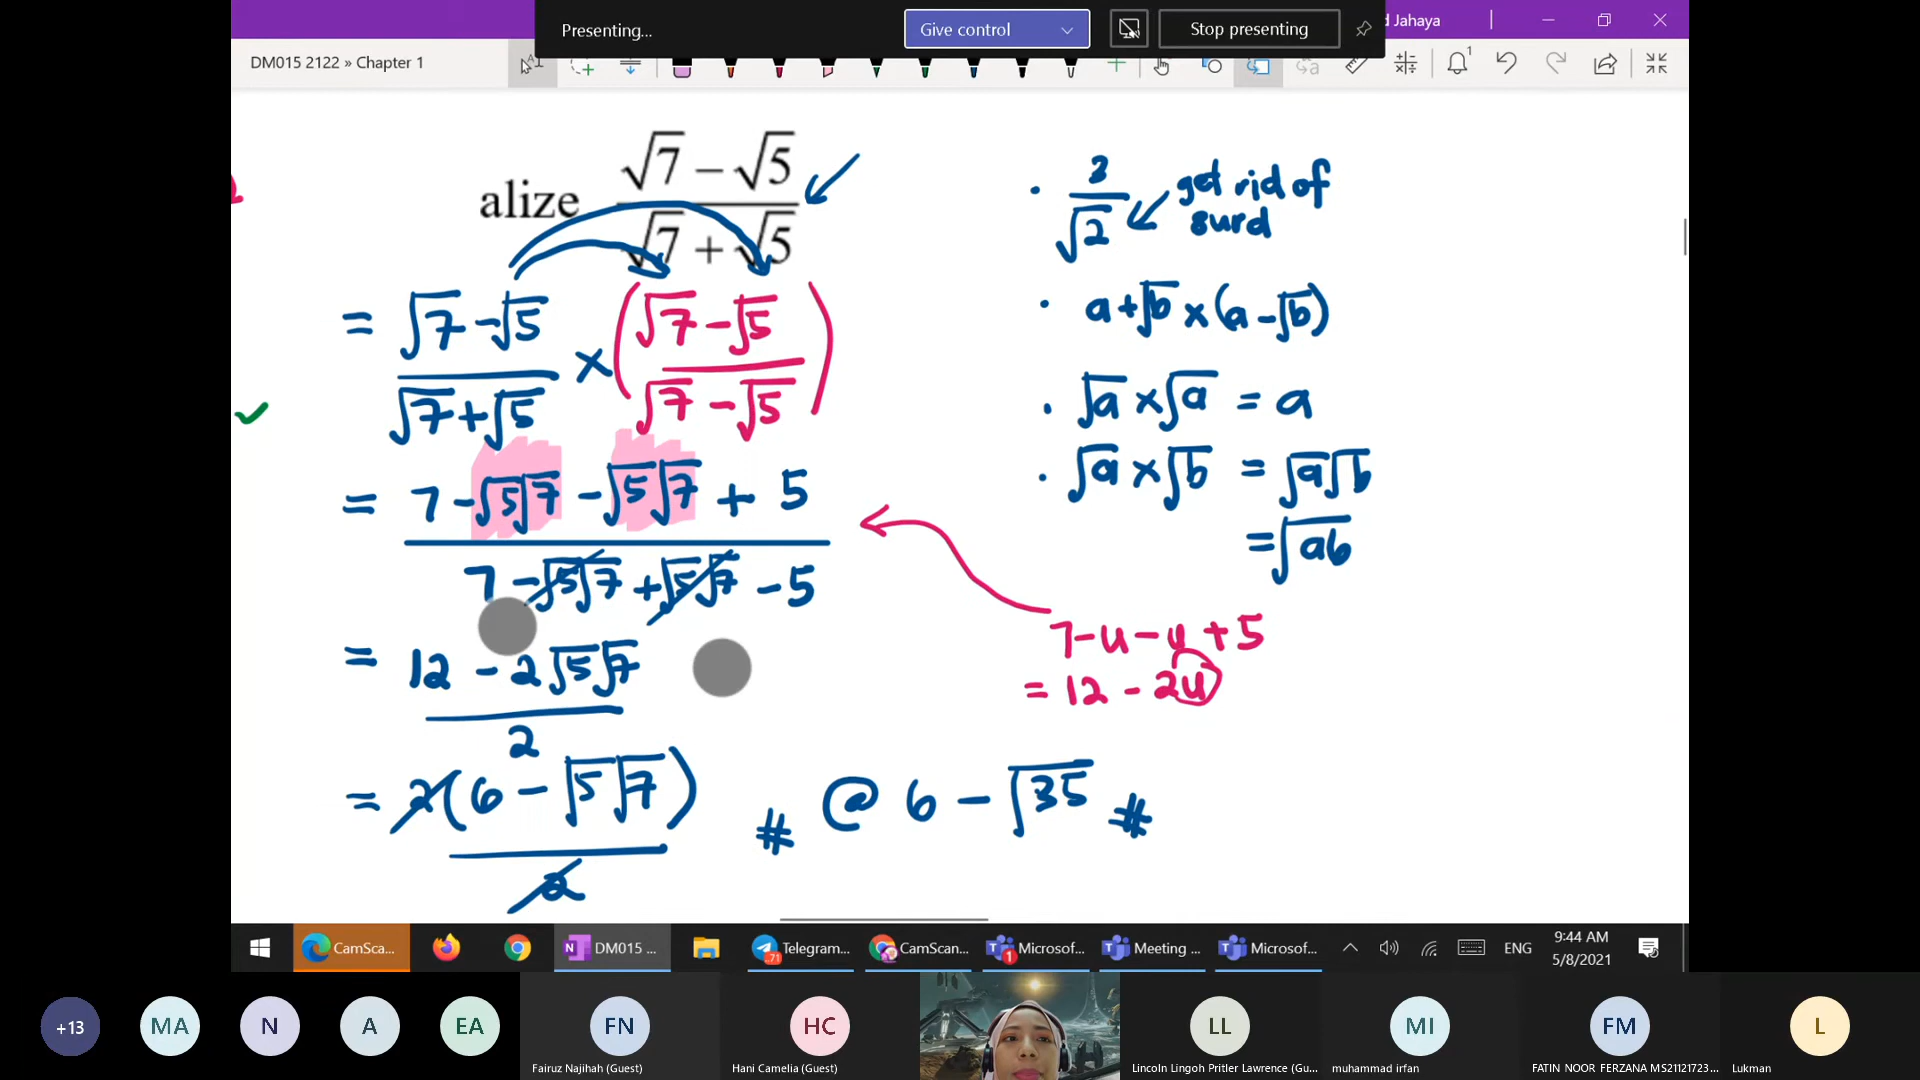 Presenting...
Give control
Stop presenting
d Jahaya
DM015 2122 » Chapter 1
1
alize √7 − √5 / √7 + √5
= √7 − √5 / √7 + √5 × (√7 − √5 / √7 − √5)
= 7 − √5√7 − √5√7 + 5 / 7 − √5√7 + √5√7 − 5
= 12 − 2√5√7 / 2
= 2(6 − √5√7) / 2 # @ 6 − √35 #
· 3/√2 get rid of surd
· a + √b × (a − √b)
· √a × √a = a
· √a × √b = √a√b
= √ab
7 − u − u + 5
= 12 − 2u
CamSca...
DM015 ...
Telegram...
.71
CamScan...
Microsof...
1
Meeting ...
Microsof...
ENG
9:44 AM
5/8/2021
+13
MA
N
A
EA
FN
Fairuz Najihah (Guest)
HC
Hani Camelia (Guest)
LL
Lincoln Lingoh Pritler Lawrence (Gu...
MI
muhammad irfan
FM
FATIN NOOR FERZANA MS21121723...
L
Lukman